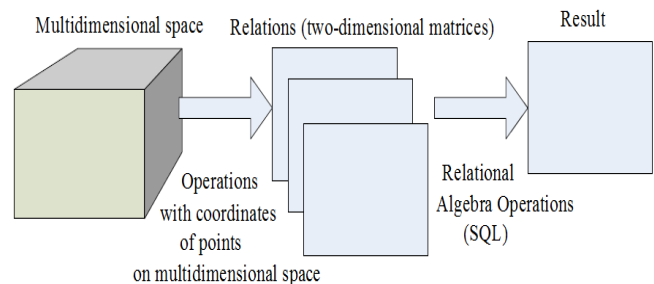 Multidimensional space
Relations (two-dimensional matrices)
Result
Operations
with coordinates
of points
on multidimensional space
Relational
Algebra Operations
(SQL)